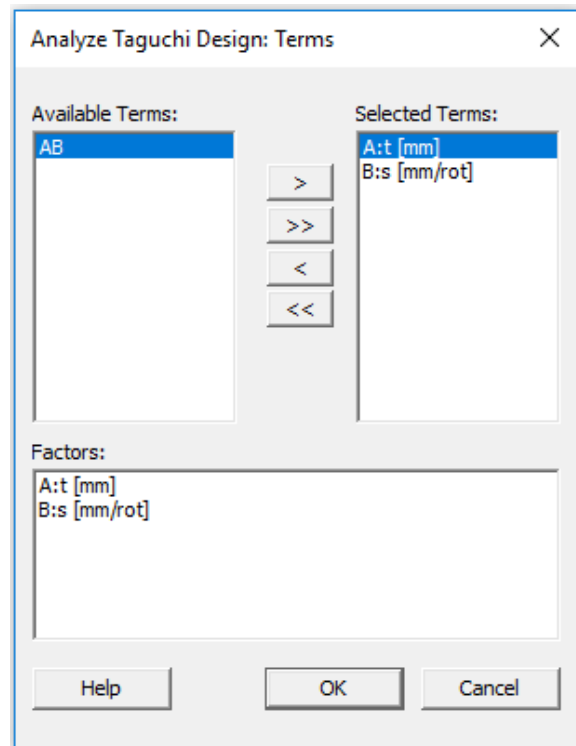 Analyze Taguchi Design: Terms
Available Terms:
AB
>
>>
<
<<
Selected Terms:
A:t [mm]
B:s [mm/rot]
Factors:
A:t [mm]
B:s [mm/rot]
Help
OK
Cancel